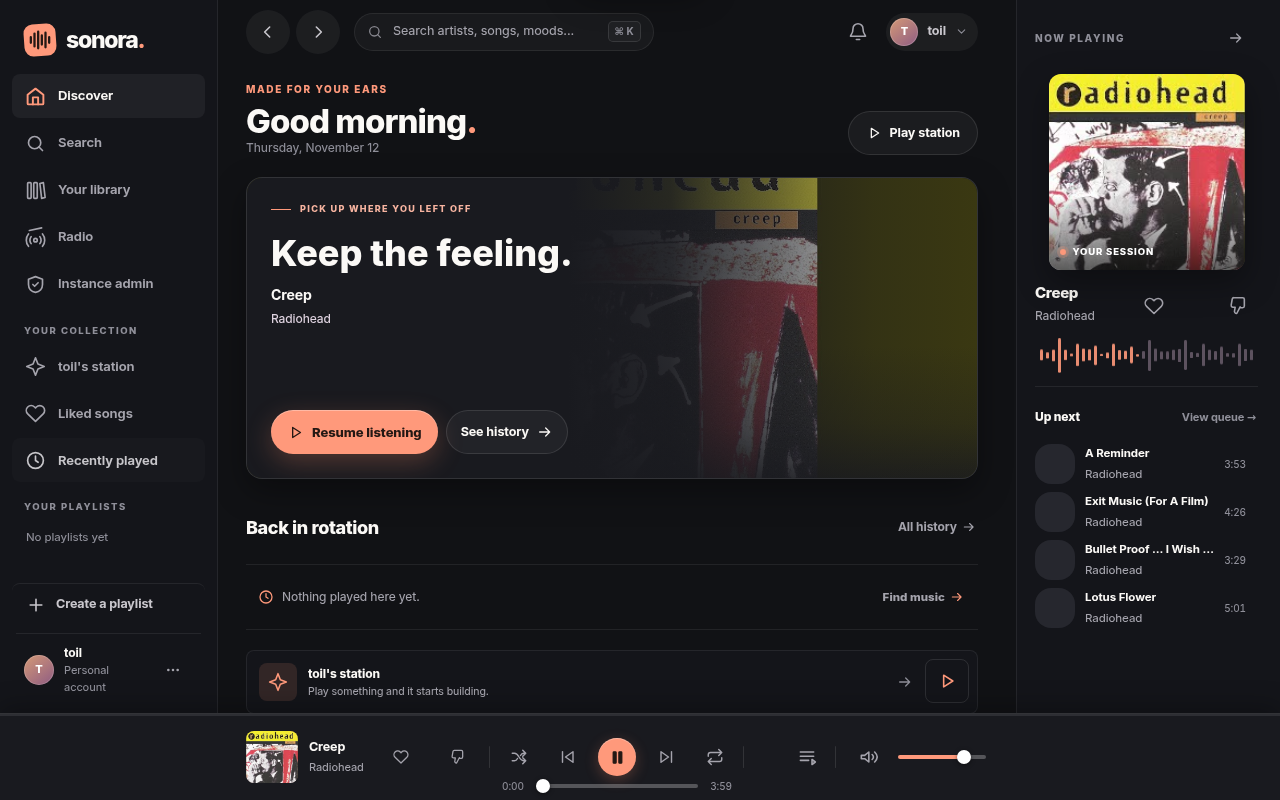 sonora.
Discover
Search
Your library
Radio
Instance admin
YOUR COLLECTION
toil's station
Liked songs
Recently played
YOUR PLAYLISTS
No playlists yet
Create a playlist
T
toil
Personal
account
Search artists, songs, moods...
⌘ K
T
toil
MADE FOR YOUR EARS
Good morning.
Thursday, November 12
Play station
PICK UP WHERE YOU LEFT OFF
Keep the feeling.
Creep
Radiohead
creep
Resume listening
See history
Back in rotation
All history
Nothing played here yet.
Find music
toil's station
Play something and it starts building.
NOW PLAYING
radiohead
creep
YOUR SESSION
Creep
Radiohead
Up next
View queue
A Reminder
Radiohead
3:53
Exit Music (For A Film)
Radiohead
4:26
Bullet Proof ... I Wish ...
Radiohead
3:29
Lotus Flower
Radiohead
5:01
radiohead
Creep
Radiohead
0:00
3:59